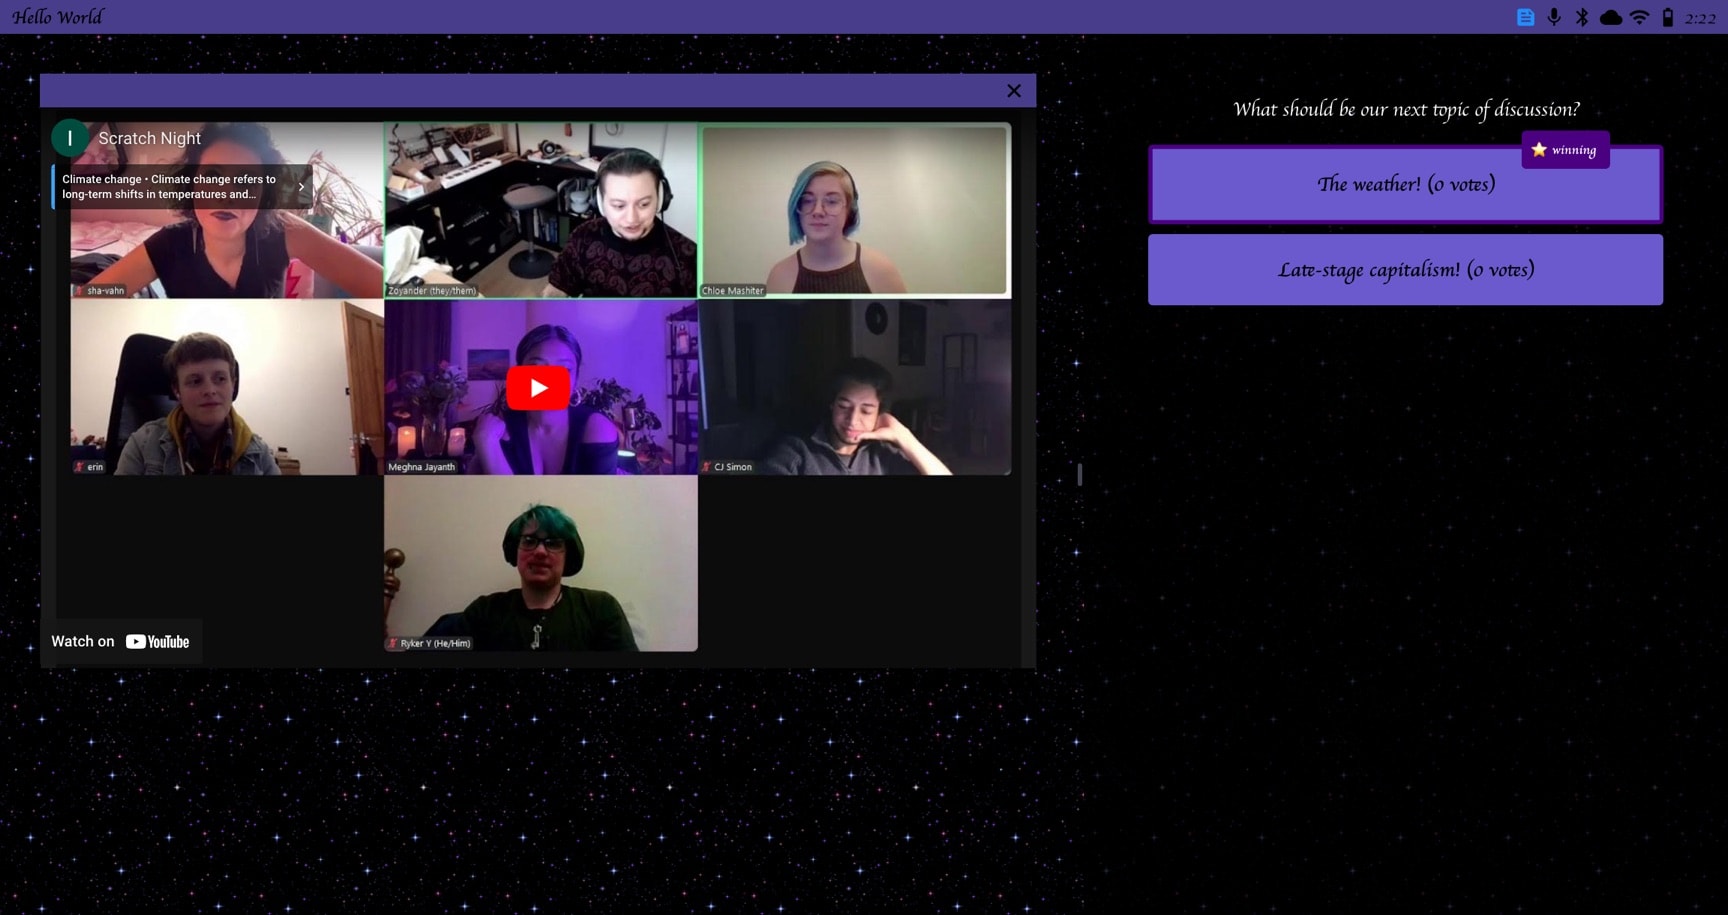 Hello World
2:22
I
Scratch Night
Climate change • Climate change refers to
long-term shifts in temperatures and...
sha-vahn
Zoyander (they/them)
Chloe Mashiter
erin
Meghna Jayanth
CJ Simon
Ryker Y (He/Him)
Watch on YouTube
What should be our next topic of discussion?
winning
The weather! (0 votes)
Late-stage capitalism! (0 votes)